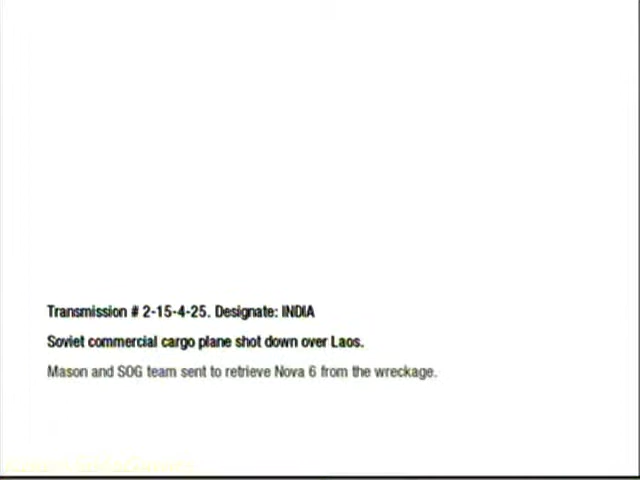 Transmission # 2-15-4-25. Designate: INDIA
Soviet commercial cargo plane shot down over Laos.
Mason and SOG team sent to retrieve Nova 6 from the wreckage.